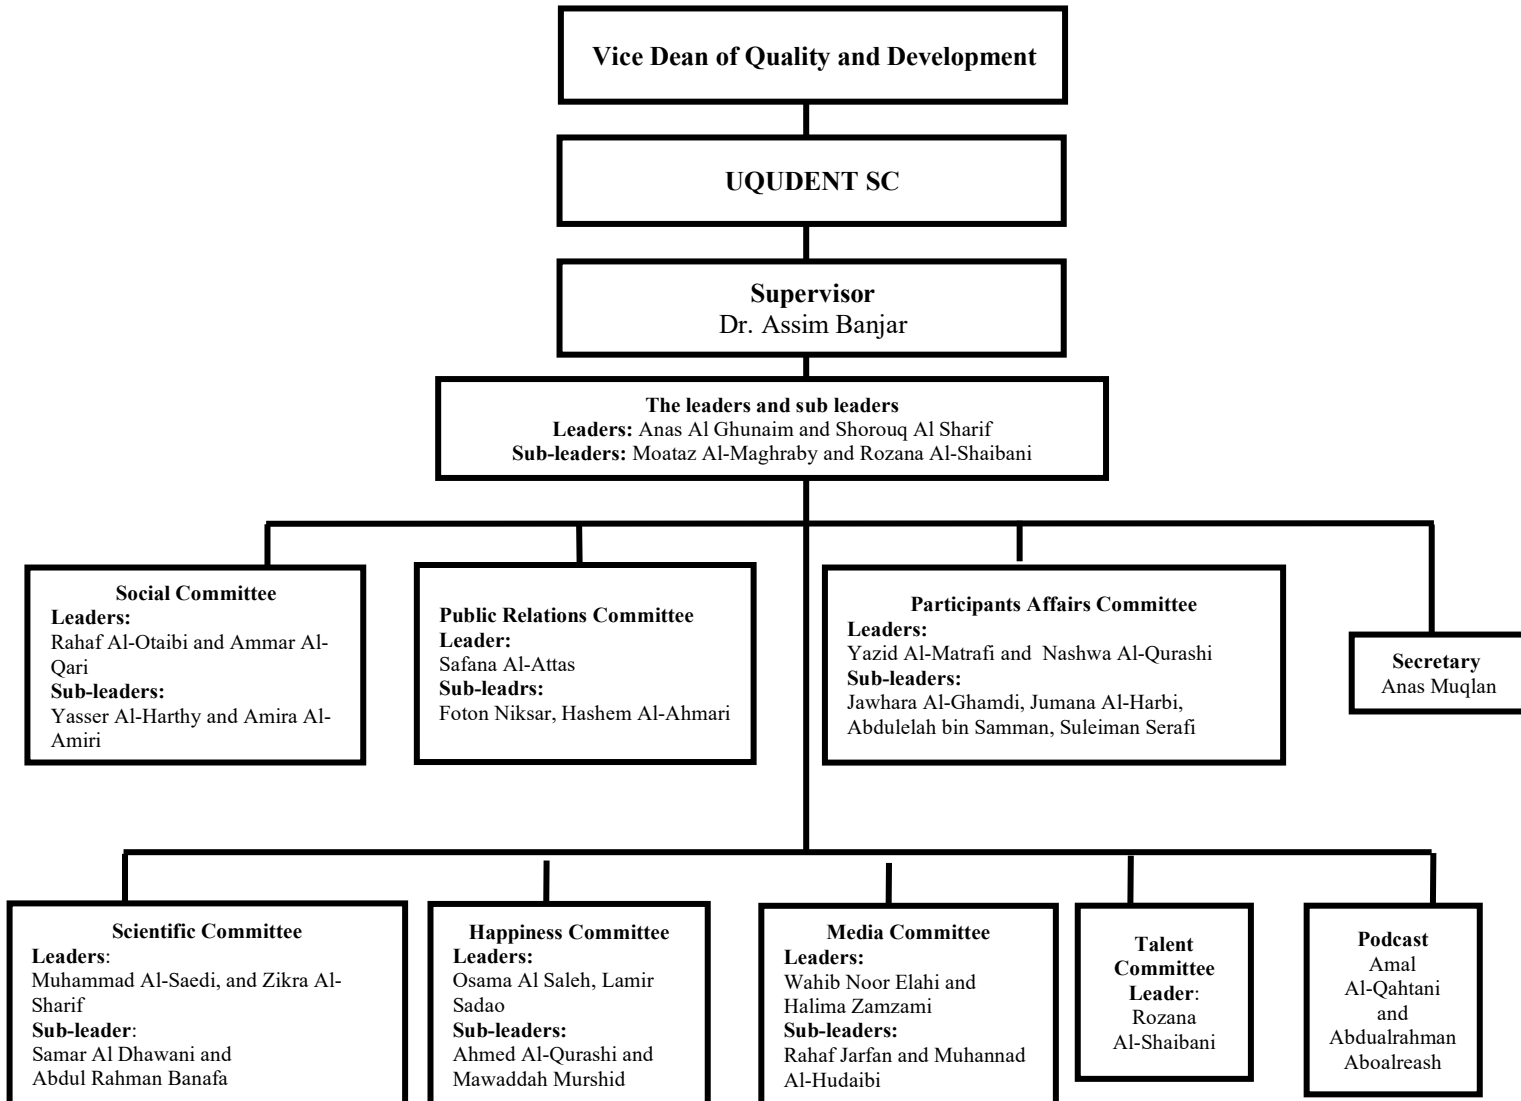 Vice Dean of Quality and Development
UQUDENT SC
Supervisor
Dr. Assim Banjar
The leaders and sub leaders
Leaders: Anas Al Ghunaim and Shorouq Al Sharif
Sub-leaders: Moataz Al-Maghraby and Rozana Al-Shaibani
Social Committee
Leaders:
Rahaf Al-Otaibi and Ammar Al-
Qari
Sub-leaders:
Yasser Al-Harthy and Amira Al-
Amiri
Public Relations Committee
Leader:
Safana Al-Attas
Sub-leadrs:
Foton Niksar, Hashem Al-Ahmari
Participants Affairs Committee
Leaders:
Yazid Al-Matrafi and Nashwa Al-Qurashi
Sub-leaders:
Jawhara Al-Ghamdi, Jumana Al-Harbi,
Abdulelah bin Samman, Suleiman Serafi
Secretary
Anas Muqlan
Scientific Committee
Leaders:
Muhammad Al-Saedi, and Zikra Al-
Sharif
Sub-leader:
Samar Al Dhawani and
Abdul Rahman Banafa
Happiness Committee
Leaders:
Osama Al Saleh, Lamir
Sadao
Sub-leaders:
Ahmed Al-Qurashi and
Mawaddah Murshid
Media Committee
Leaders:
Wahib Noor Elahi and
Halima Zamzami
Sub-leaders:
Rahaf Jarfan and Muhannad
Al-Hudaibi
Talent
Committee
Leader:
Rozana
Al-Shaibani
Podcast
Amal
Al-Qahtani
and
Abdualrahman
Aboalreash